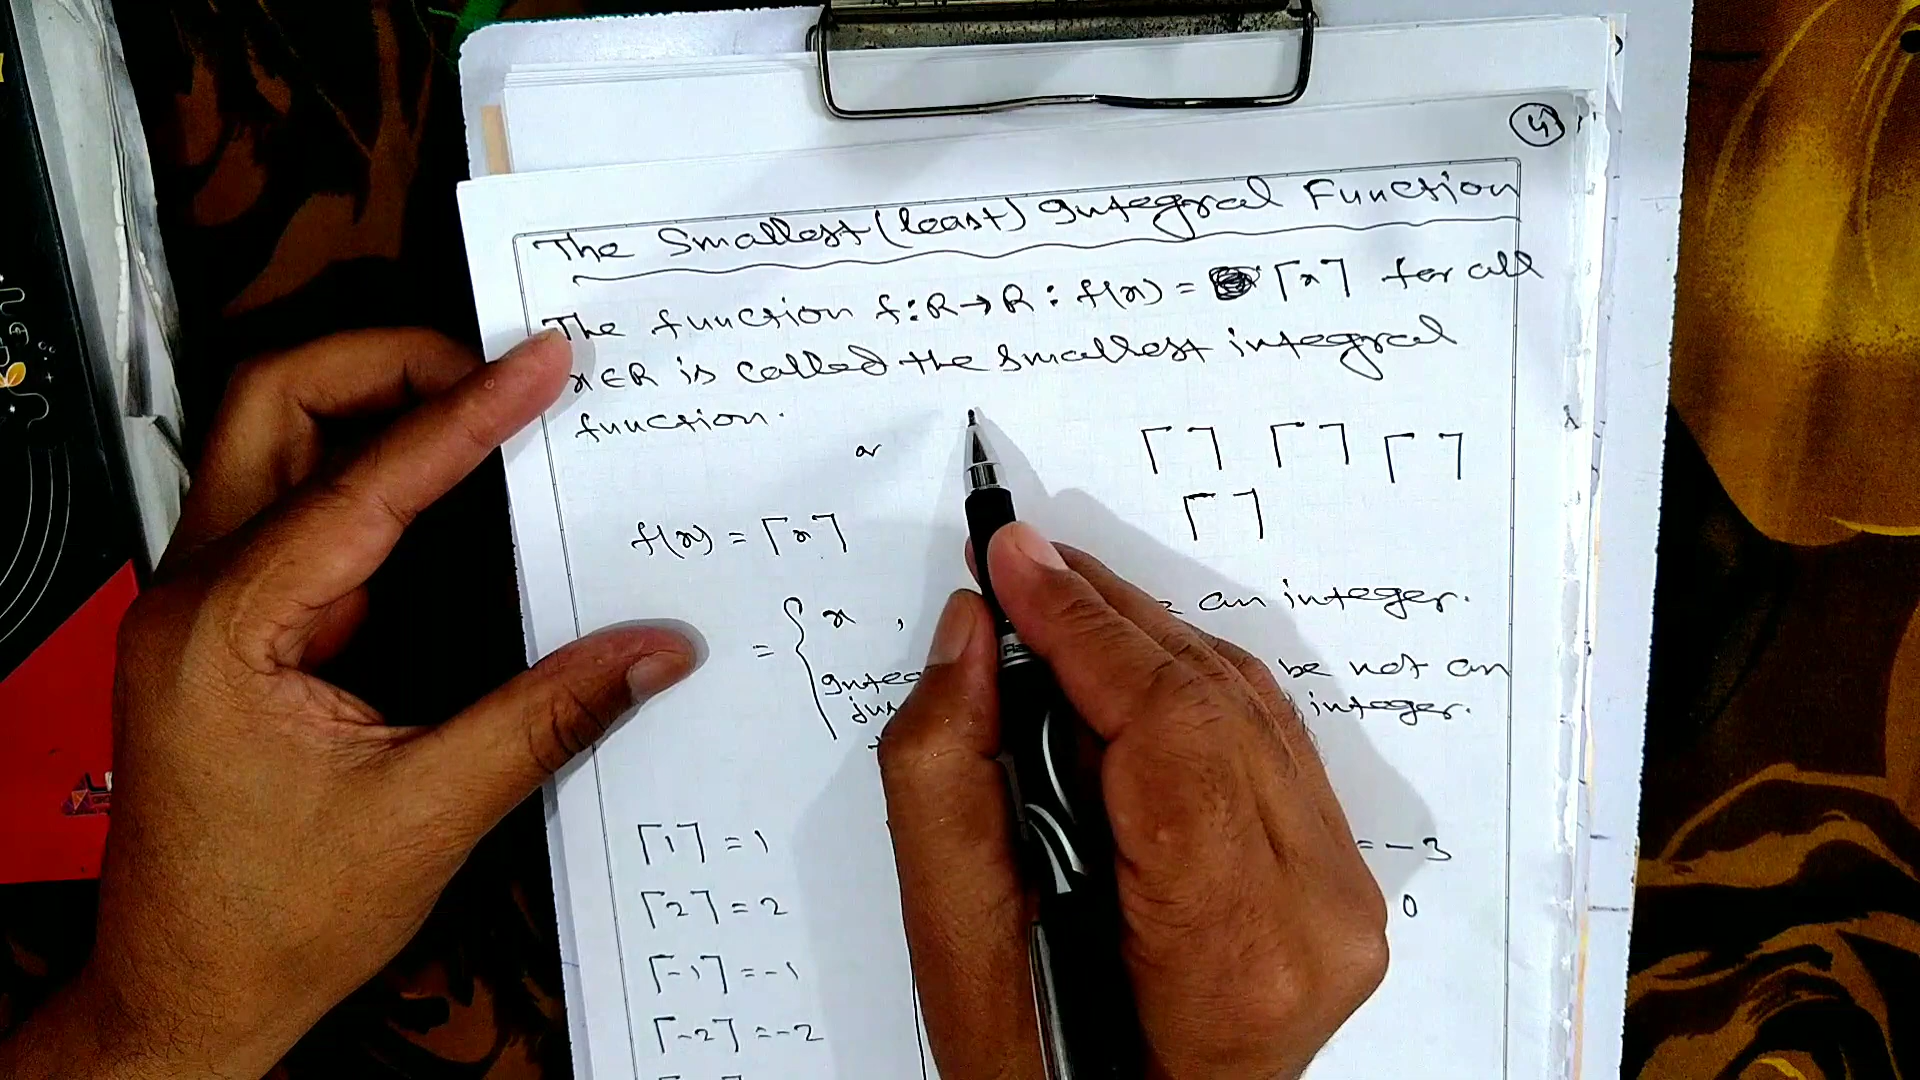 4
The Smallest (least) Integral Function
The function f:R→R : f(x) = ⌈x⌉ for all
x∈R is called the smallest integral
function.
or
⌈ ⌉ ⌈ ⌉ ⌈ ⌉
⌈ ⌉
f(x) = ⌈x⌉
= { x , an integer.
be not an
integer.
⌈1⌉ = 1
= -3
⌈2⌉ = 2
0
⌈-1⌉ = -1
⌈-2⌉ = -2